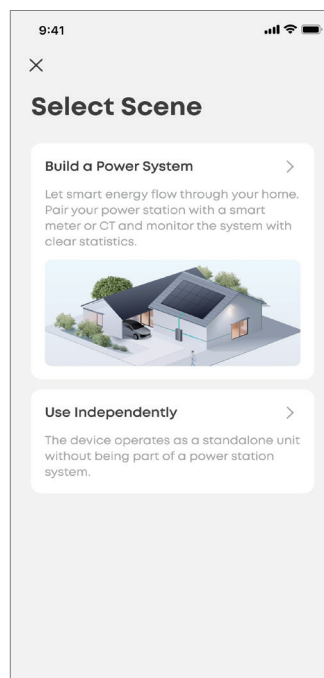 9:41
Select Scene
Build a Power System
Let smart energy flow through your home.
Pair your power station with a smart
meter or CT and monitor the system with
clear statistics.
Use Independently
The device operates as a standalone unit
without being part of a power station
system.